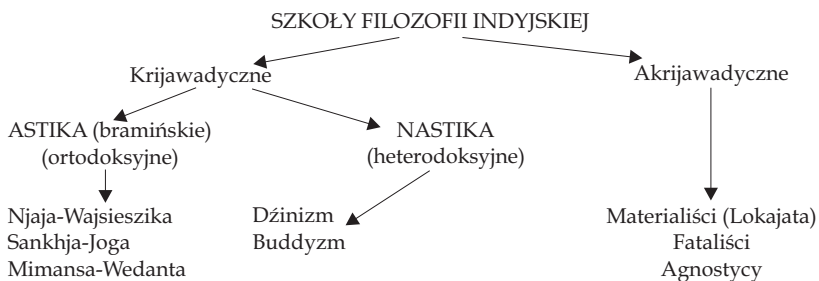 SZKOŁY FILOZOFII INDYJSKIEJ
Krijawadyczne
Akrijawadyczne
ASTIKA (bramińskie)
(ortodoksyjne)
NASTIKA
(heterodoksyjne)
Njaja-Wajsieszika
Sankhja-Joga
Mimansa-Wedanta
Dźinizm
Buddyzm
Materialiści (Lokajata)
Fataliści
Agnostycy